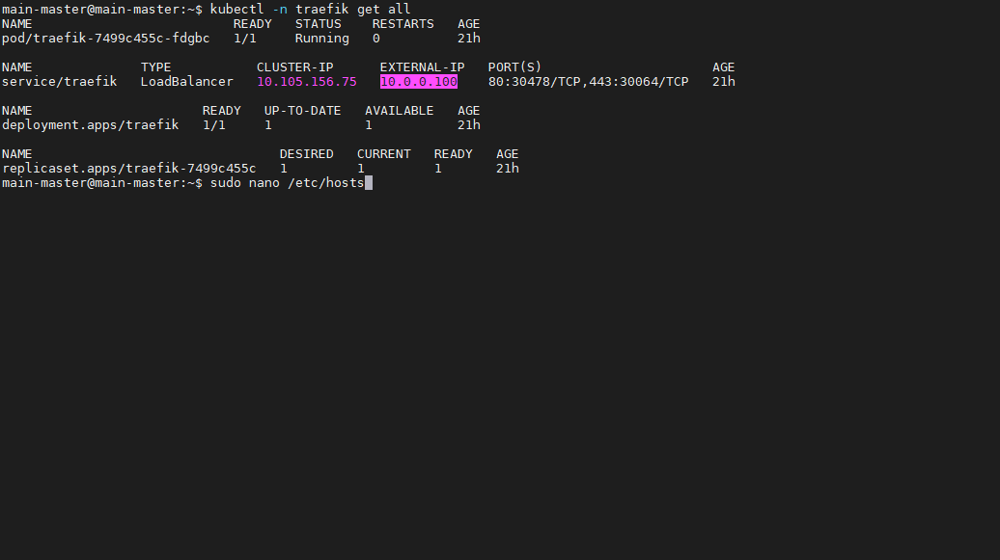 main-master@main-master:~$ kubectl -n traefik get all
NAME                          READY   STATUS    RESTARTS   AGE
pod/traefik-7499c455c-fdgbc   1/1     Running   0          21h

NAME              TYPE           CLUSTER-IP      EXTERNAL-IP   PORT(S)                      AGE
service/traefik   LoadBalancer   10.105.156.75   10.0.0.100    80:30478/TCP,443:30064/TCP   21h

NAME                      READY   UP-TO-DATE   AVAILABLE   AGE
deployment.apps/traefik   1/1     1            1           21h

NAME                                DESIRED   CURRENT   READY   AGE
replicaset.apps/traefik-7499c455c   1         1         1       21h
main-master@main-master:~$ sudo nano /etc/hosts